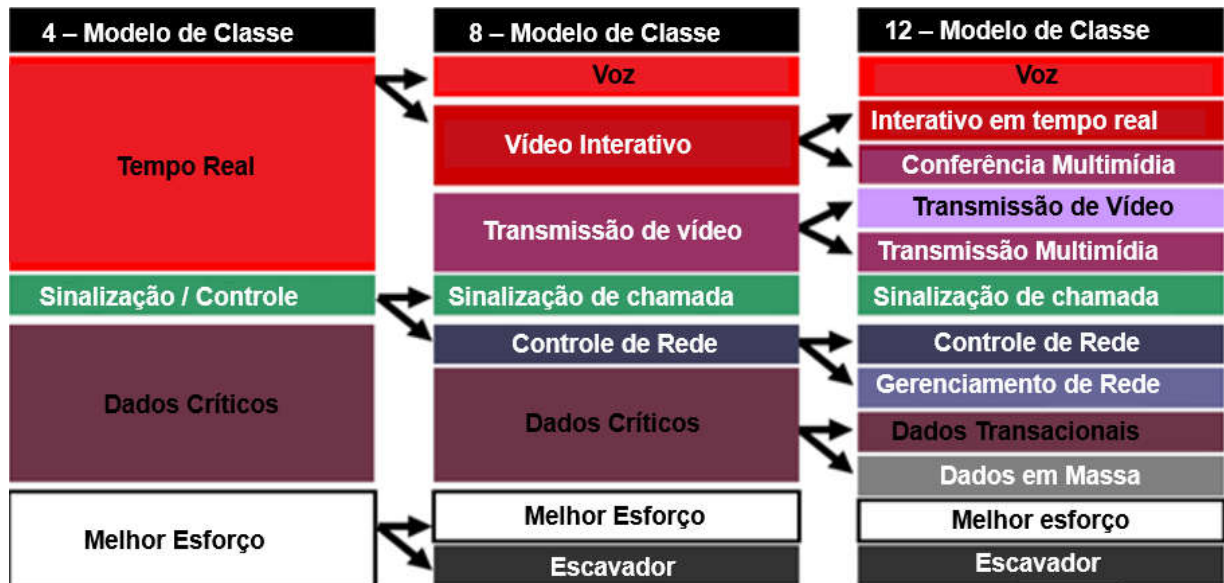 4 – Modelo de Classe
Tempo Real
Sinalização / Controle
Dados Críticos
Melhor Esforço
8 – Modelo de Classe
Voz
Vídeo Interativo
Transmissão de vídeo
Sinalização de chamada
Controle de Rede
Dados Críticos
Melhor Esforço
Escavador
12 – Modelo de Classe
Voz
Interativo em tempo real
Conferência Multimídia
Transmissão de Vídeo
Transmissão Multimídia
Sinalização de chamada
Controle de Rede
Gerenciamento de Rede
Dados Transacionais
Dados em Massa
Melhor esforço
Escavador